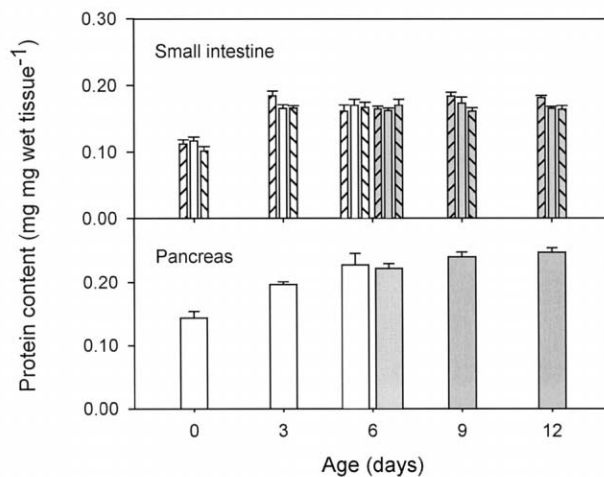 Protein content (mg mg wet tissue⁻¹)
0.30
Small intestine
0.20
0.10
0.00
Pancreas
0.20
0.10
0.00
0 3 6 9 12
Age (days)